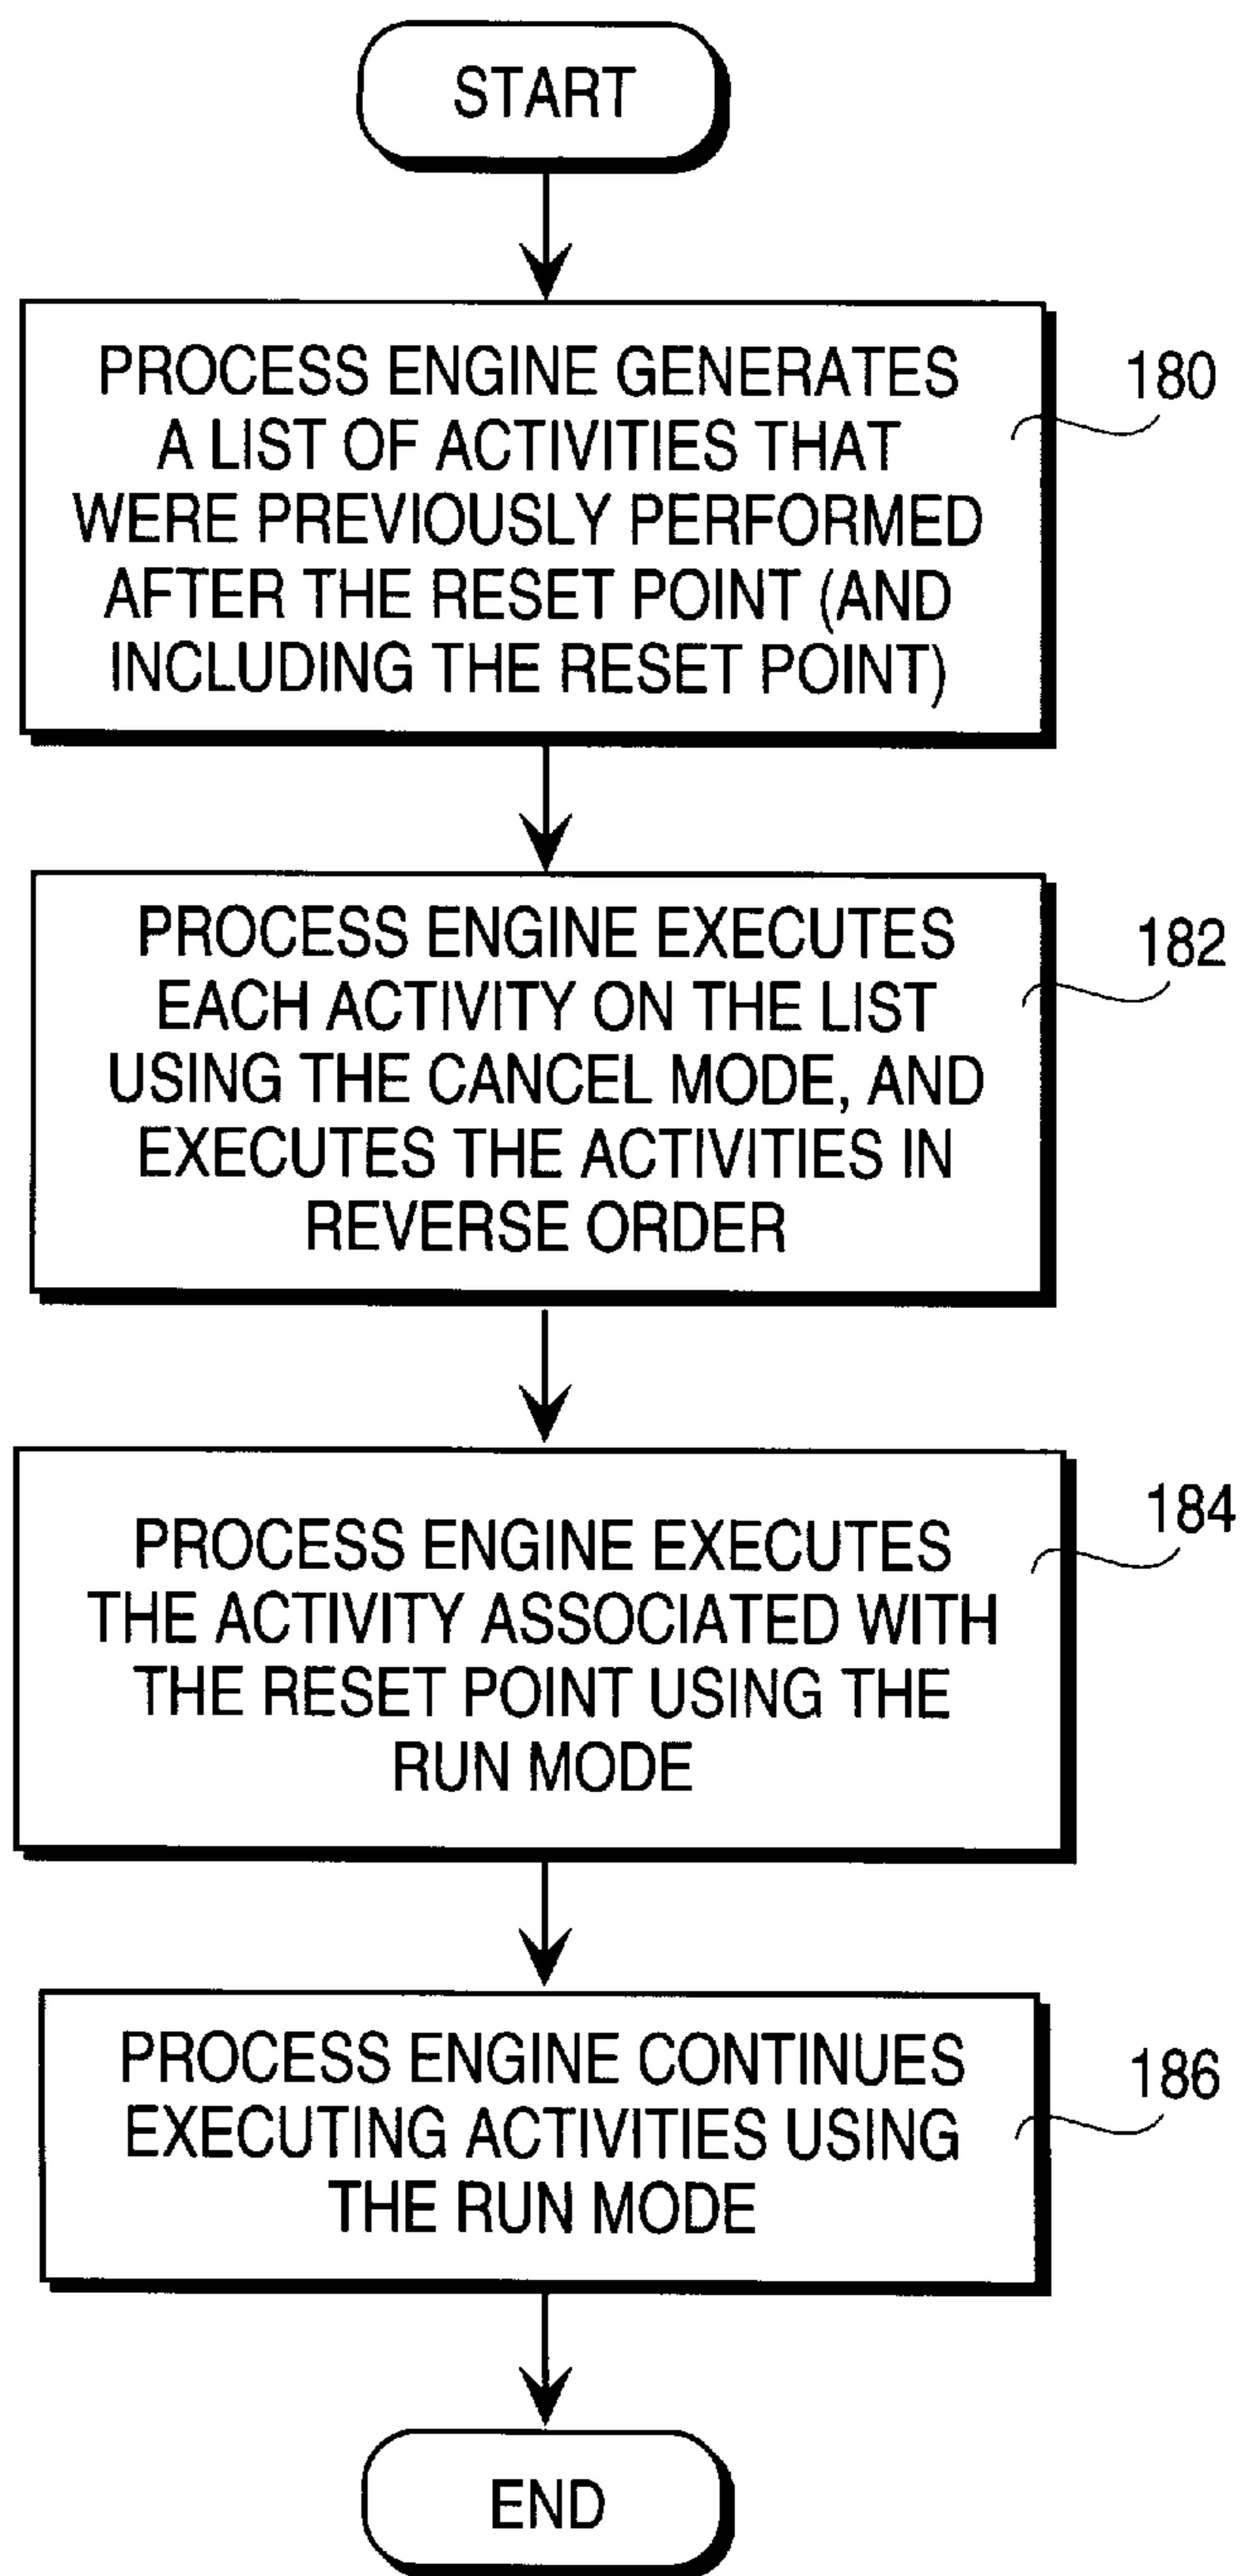 START
PROCESS ENGINE GENERATES
A LIST OF ACTIVITIES THAT
WERE PREVIOUSLY PERFORMED
AFTER THE RESET POINT (AND
INCLUDING THE RESET POINT)
180
PROCESS ENGINE EXECUTES
EACH ACTIVITY ON THE LIST
USING THE CANCEL MODE, AND
EXECUTES THE ACTIVITIES IN
REVERSE ORDER
182
PROCESS ENGINE EXECUTES
THE ACTIVITY ASSOCIATED WITH
THE RESET POINT USING THE
RUN MODE
184
PROCESS ENGINE CONTINUES
EXECUTING ACTIVITIES USING
THE RUN MODE
186
END